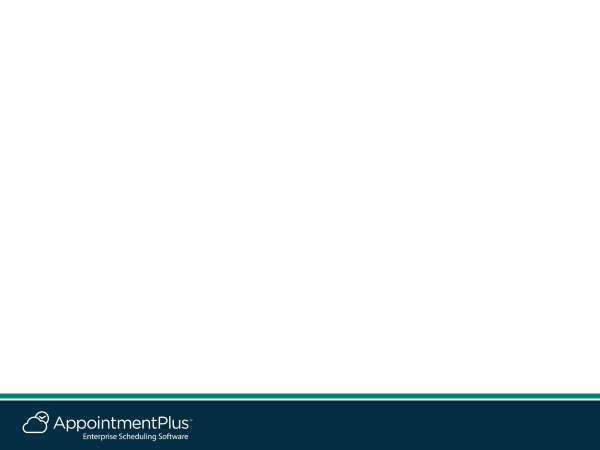 AppointmentPlus™
Enterprise Scheduling Software